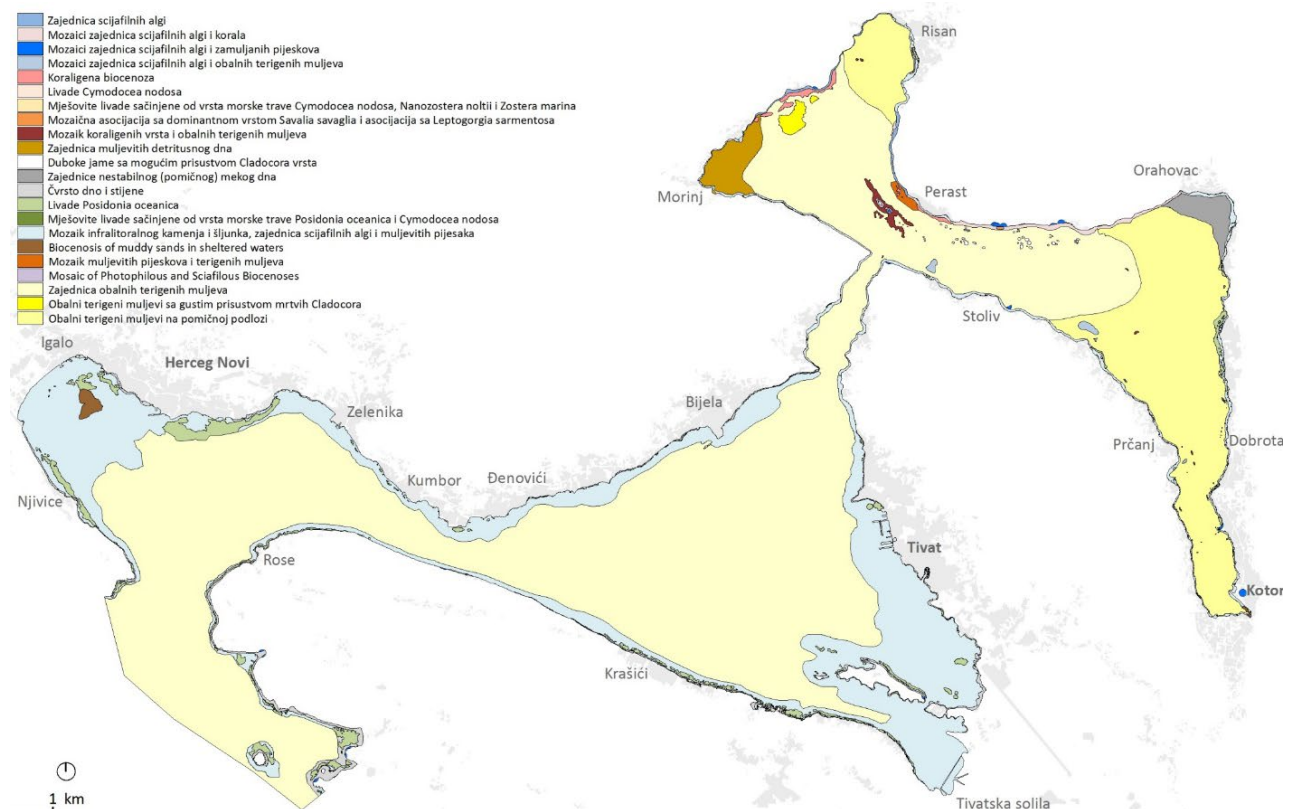 Zajednica scijafilnih algi
Mozaici zajednica scijafilnih algi i korala
Mozaici zajednica scijafilnih algi i zamuljanih pijeskova
Mozaici zajednica scijafilnih algi i obalnih terigenih muljeva
Koraligena biocenoza
Livade Cymodocea nodosa
Mješovite livade sačinjene od vrsta morske trave Cymodocea nodosa, Nanozostera noltii i Zostera marina
Mozaična asocijacija sa dominantnom vrstom Savalia savaglia i asocijacija sa Leptogorgia sarmentosa
Mozaik koraligenih vrsta i obalnih terigenih muljeva
Zajednica muljevitih detritusnog dna
Duboke jame sa mogućim prisustvom Cladocora vrsta
Zajednice nestabilnog (pomičnog) mekog dna
Čvrsto dno i stijene
Livade Posidonia oceanica
Mješovite livade sačinjene od vrsta morske trave Posidonia oceanica i Cymodocea nodosa
Mozaik infralitoralnog kamenja i šljunka, zajednica scijafilnih algi i muljevitih pijesaka
Biocenosis of muddy sands in sheltered waters
Mozaik muljevitih pijeskova i terigenih muljeva
Mosaic of Photophilous and Sciafilous Biocenoses
Zajednica obalnih terigenih muljeva
Obalni terigeni muljevi sa gustim prisustvom mrtvih Cladocora
Obalni terigeni muljevi na pomičnoj podlozi
Risan
Morinj
Perast
Orahovac
Stoliv
Igalo
Herceg Novi
Zelenika
Bijela
Prčanj
Dobrota
Kumbor
Đenovići
Njivice
Rose
Tivat
Kotor
Krašići
Tivatska solila
1 km